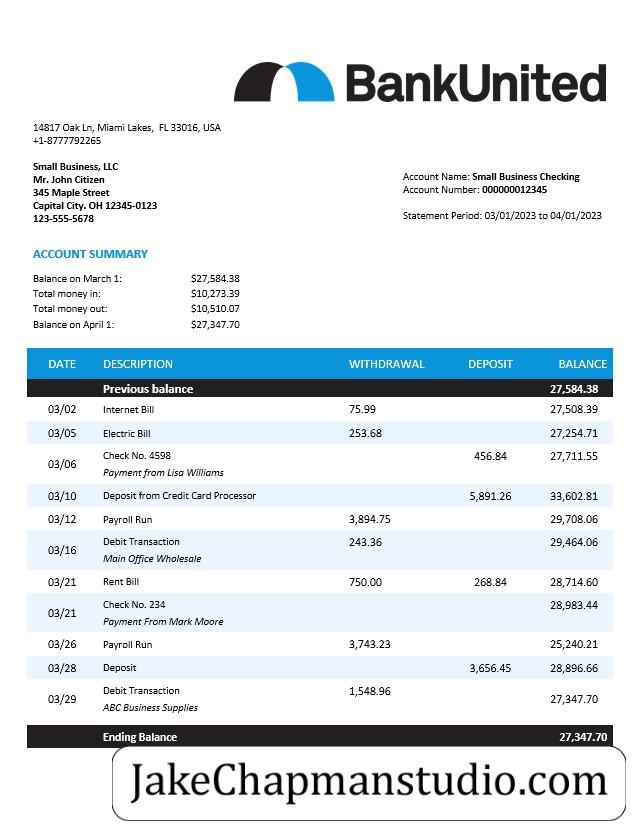 BankUnited
14817 Oak Ln, Miami Lakes, FL 33016, USA
+1-8777792265
Small Business, LLC
Mr. John Citizen
345 Maple Street
Capital City. OH 12345-0123
123-555-5678
Account Name: Small Business Checking
Account Number: 000000012345
Statement Period: 03/01/2023 to 04/01/2023
ACCOUNT SUMMARY
Balance on March 1: $27,584.38
Total money in: $10,273.39
Total money out: $10,510.07
Balance on April 1: $27,347.70
DATE DESCRIPTION WITHDRAWAL DEPOSIT BALANCE
Previous balance 27,584.38
03/02 Internet Bill 75.99 27,508.39
03/05 Electric Bill 253.68 27,254.71
03/06 Check No. 4598 456.84 27,711.55
Payment from Lisa Williams
03/10 Deposit from Credit Card Processor 5,891.26 33,602.81
03/12 Payroll Run 3,894.75 29,708.06
03/16 Debit Transaction 243.36 29,464.06
Main Office Wholesale
03/21 Rent Bill 750.00 268.84 28,714.60
03/21 Check No. 234 28,983.44
Payment From Mark Moore
03/26 Payroll Run 3,743.23 25,240.21
03/28 Deposit 3,656.45 28,896.66
03/29 Debit Transaction 1,548.96 27,347.70
ABC Business Supplies
Ending Balance 27,347.70
JakeChapmanstudio.com